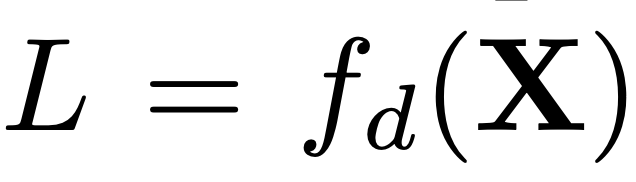 L = f_d(𝐗)